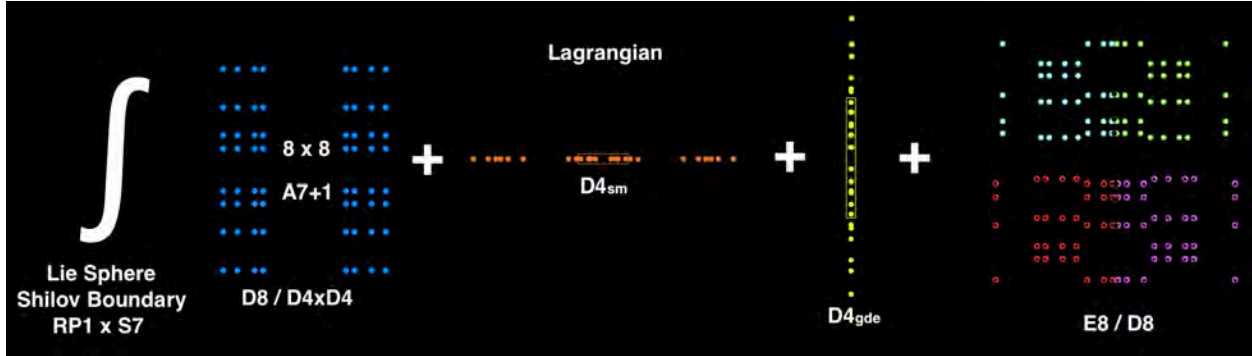 Lagrangian
∫
8 x 8
A7+1
+
D4sm
+
+
Lie Sphere
Shilov Boundary
RP1 x S7
D8 / D4xD4
D4gde
E8 / D8